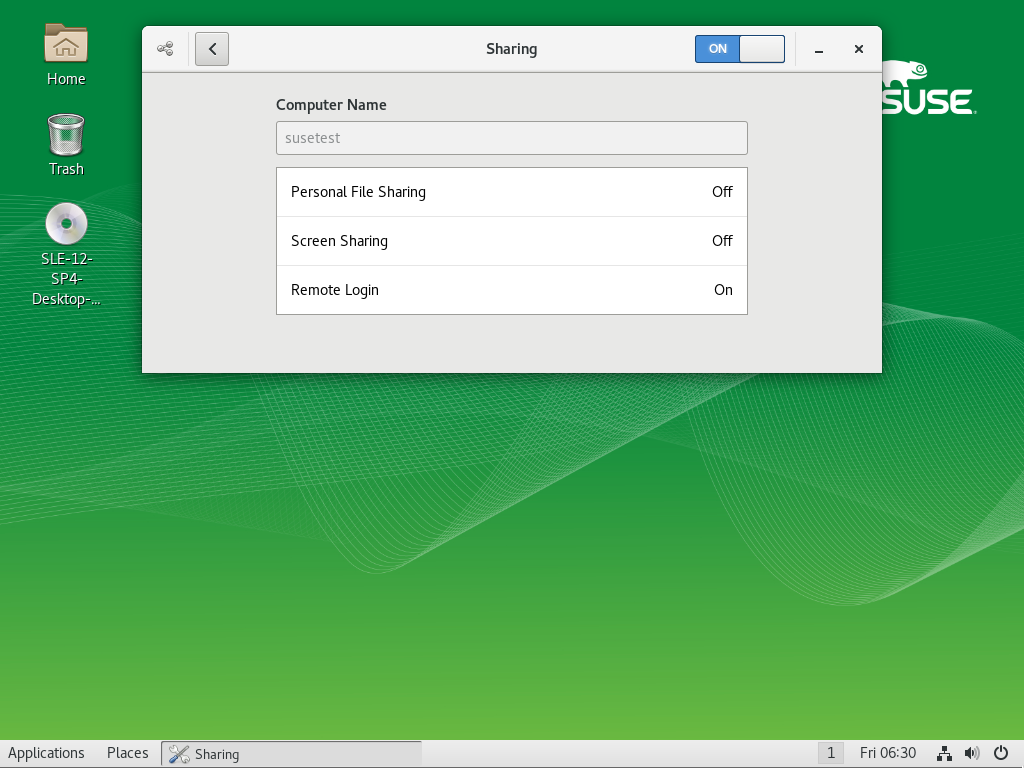 Home
Trash
SLE-12-
SP4-
Desktop-...
Sharing
ON
SUSE
Computer Name
susetest
Personal File Sharing Off
Screen Sharing Off
Remote Login On
Applications Places Sharing 1 Fri 06:30